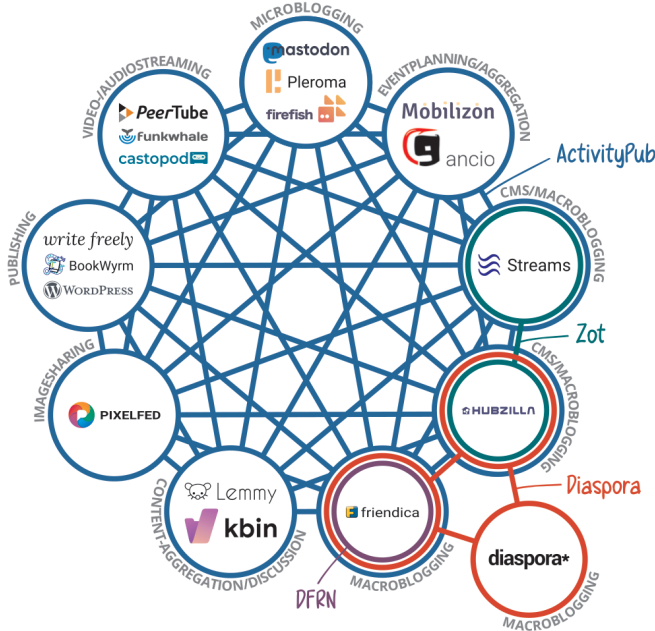 MICROBLOGGING
mastodon
Pleroma
firefish
EVENTPLANNING/AGGREGATION
Mobilizon
gancio
ActivityPub
VIDEO-/AUDIOSTREAMING
PeerTube
funkwhale
castopod
CMS/MACROBLOGGING
Streams
PUBLISHING
write freely
BookWyrm
WORDPRESS
Zot
CMS/MACROBLOGGING
HUBZILLA
IMAGESHARING
PIXELFED
Diaspora
CONTENT-AGGREGATION/DISCUSSION
Lemmy
kbin
friendica
MACROBLOGGING
DFRN
diaspora*
MACROBLOGGING